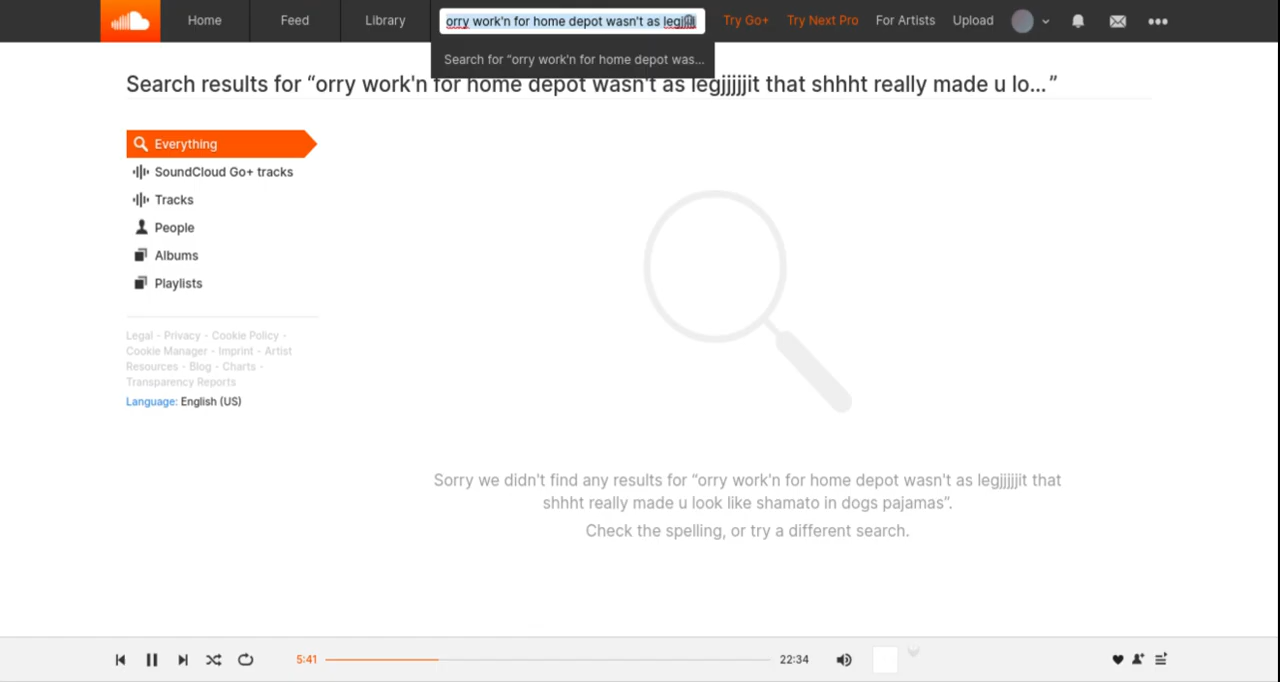 Home Feed Library orry work'n for home depot wasn't as Try Go+ Try Next Pro For Artists Upload
Search for “orry work'n for home depot was...
Search results for “orry work'n for home depot wasn't as legjjjjjit that shhht really made u lo...”
Everything
SoundCloud Go+ tracks
Tracks
People
Albums
Playlists
Legal - Privacy - Cookie Policy -
Cookie Manager - Imprint - Artist
Resources - Blog - Charts -
Transparency Reports
Language: English (US)
Sorry we didn't find any results for “orry work'n for home depot wasn't as legjjjjjit that
shhht really made u look like shamato in dogs pajamas”.
Check the spelling, or try a different search.
5:41 22:34